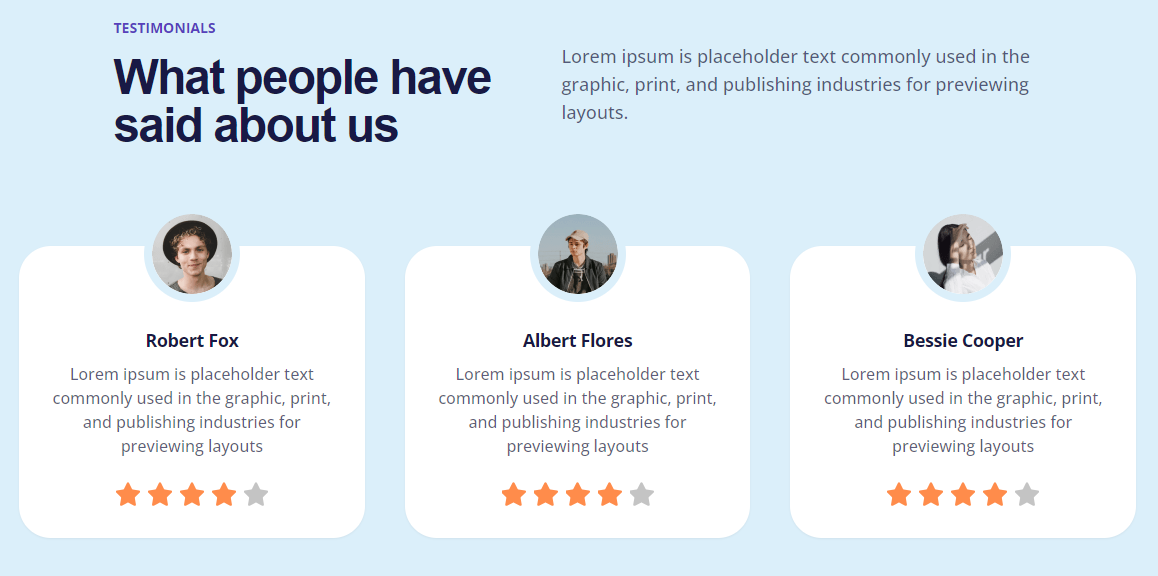 TESTIMONIALS
What people have
said about us
Lorem ipsum is placeholder text commonly used in the
graphic, print, and publishing industries for previewing
layouts.
Robert Fox
Lorem ipsum is placeholder text
commonly used in the graphic, print,
and publishing industries for
previewing layouts
Albert Flores
Lorem ipsum is placeholder text
commonly used in the graphic, print,
and publishing industries for
previewing layouts
Bessie Cooper
Lorem ipsum is placeholder text
commonly used in the graphic, print,
and publishing industries for
previewing layouts